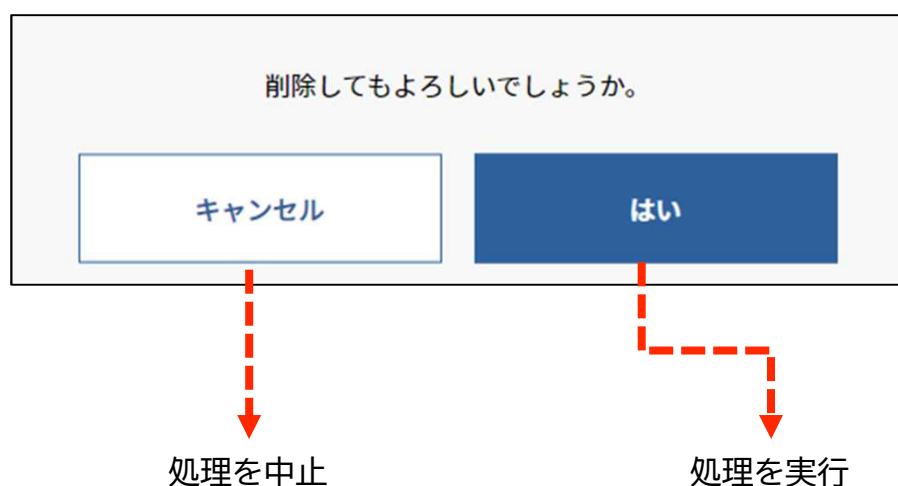 削除してもよろしいでしょうか。
キャンセル
はい
処理を中止
処理を実行